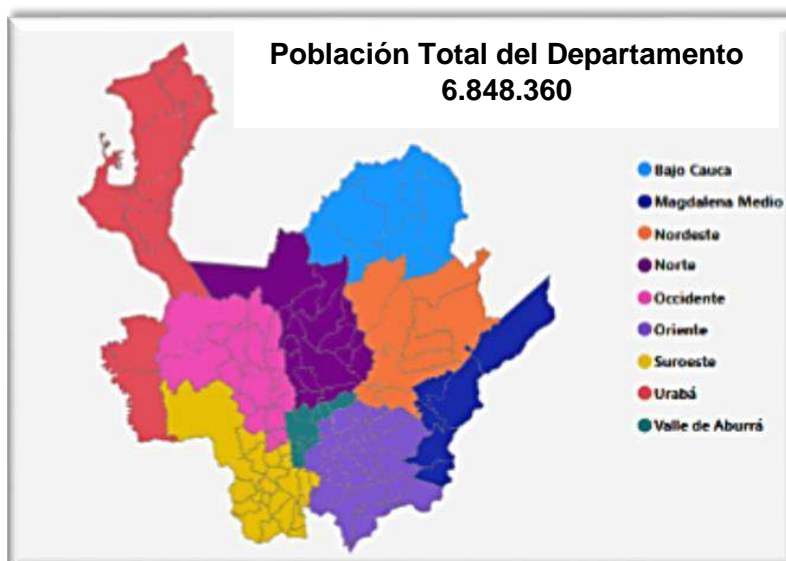 Población Total del Departamento
6.848.360
Bajo Cauca
Magdalena Medio
Nordeste
Norte
Occidente
Oriente
Suroeste
Urabá
Valle de Aburrá